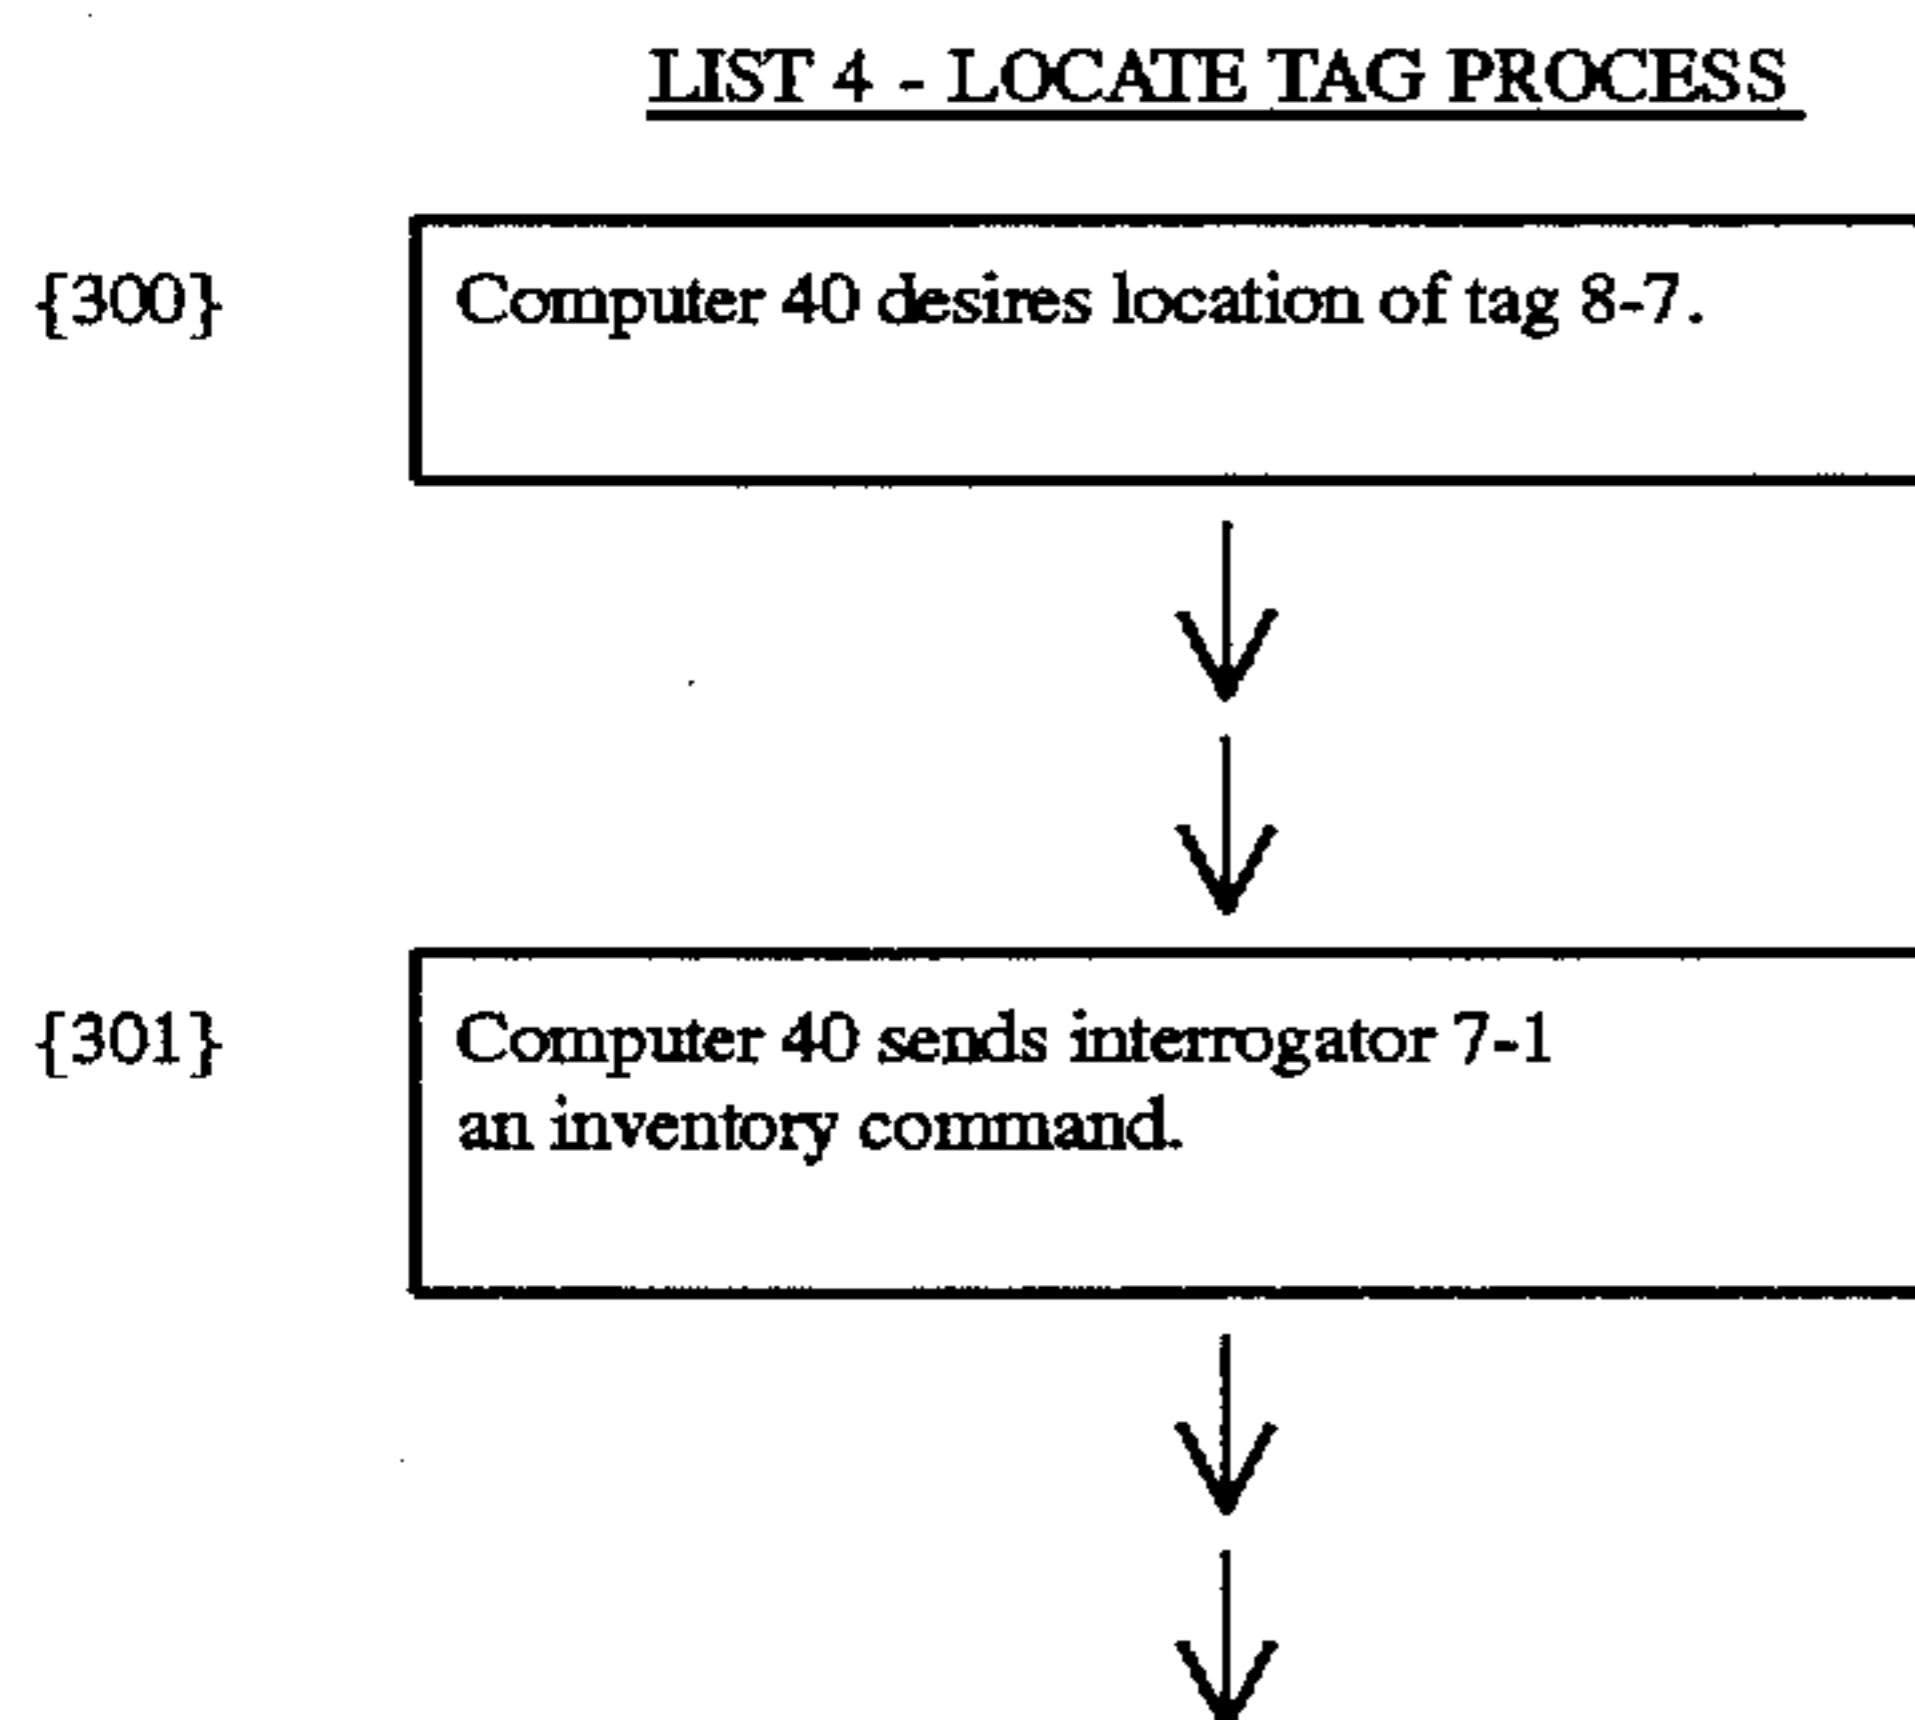 LIST 4 - LOCATE TAG PROCESS
{300}
Computer 40 desires location of tag 8-7.
{301}
Computer 40 sends interrogator 7-1
an inventory command.